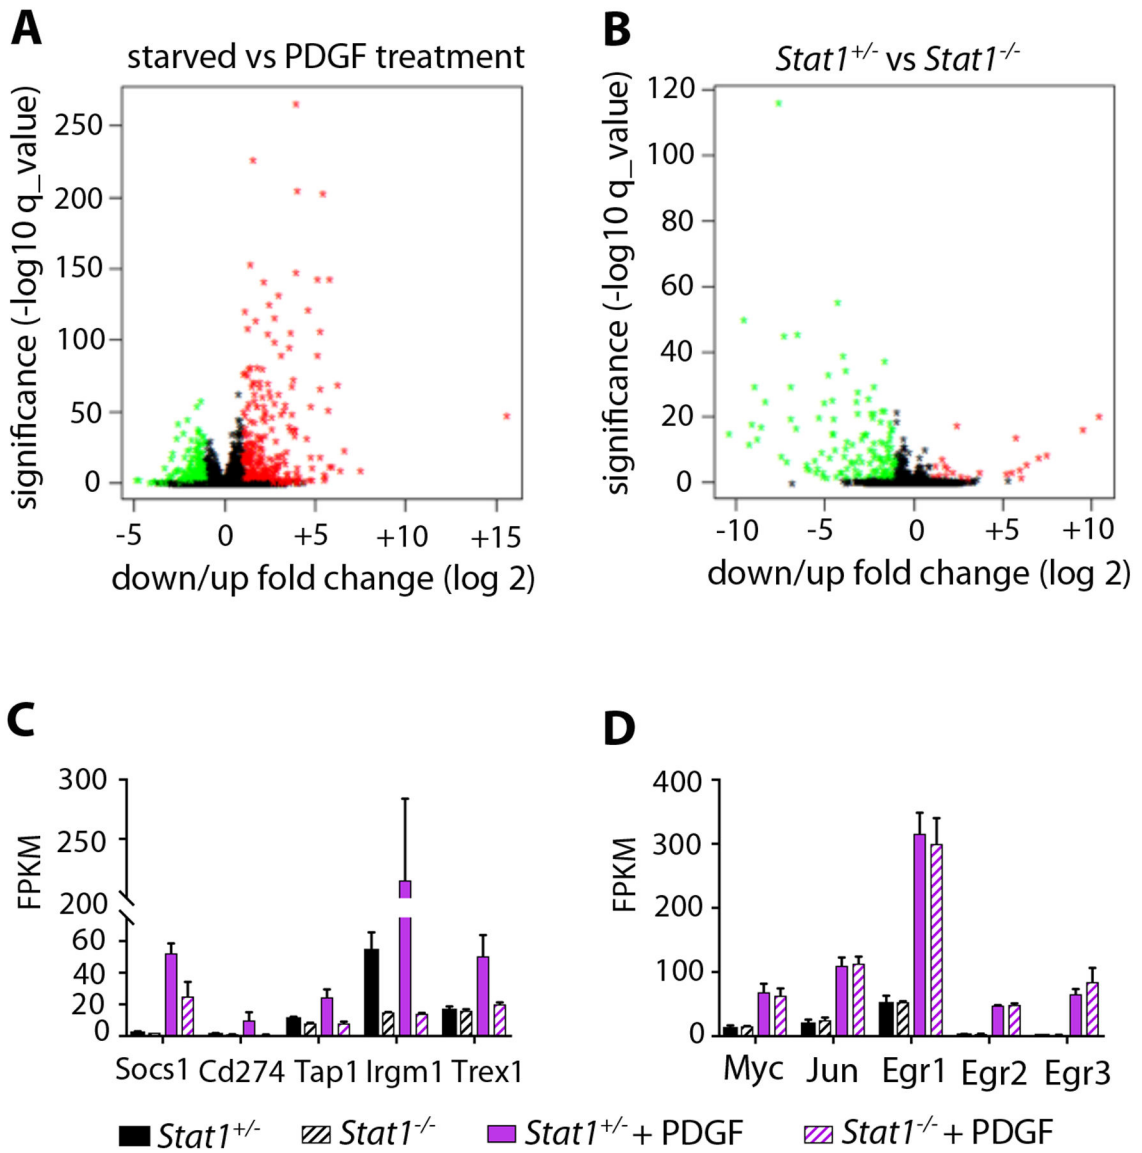 A
starved vs PDGF treatment
significance (-log10 q_value)
250
200
150
100
50
0
-5 0 +5 +10 +15
down/up fold change (log 2)
B
Stat1+/- vs Stat1-/-
significance (-log10 q_value)
120
100
80
60
40
20
0
-10 -5 0 +5 +10
down/up fold change (log 2)
C
FPKM
300
250
200
60
40
20
0
Socs1 Cd274 Tap1 Irgm1 Trex1
D
FPKM
400
300
200
100
0
Myc Jun Egr1 Egr2 Egr3
Stat1+/- Stat1-/- Stat1+/- + PDGF Stat1-/- + PDGF